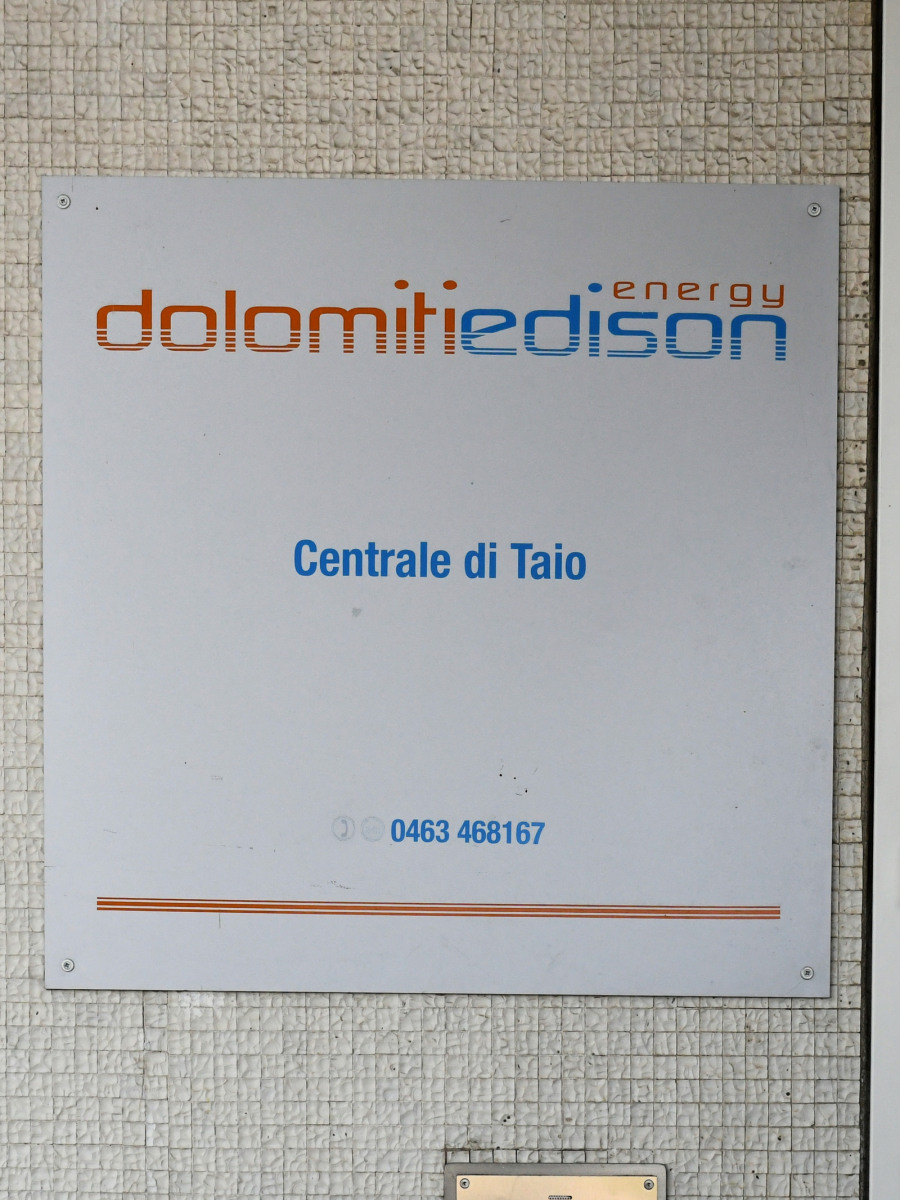 dolomitiedison
energy
Centrale di Taio
0463 468167